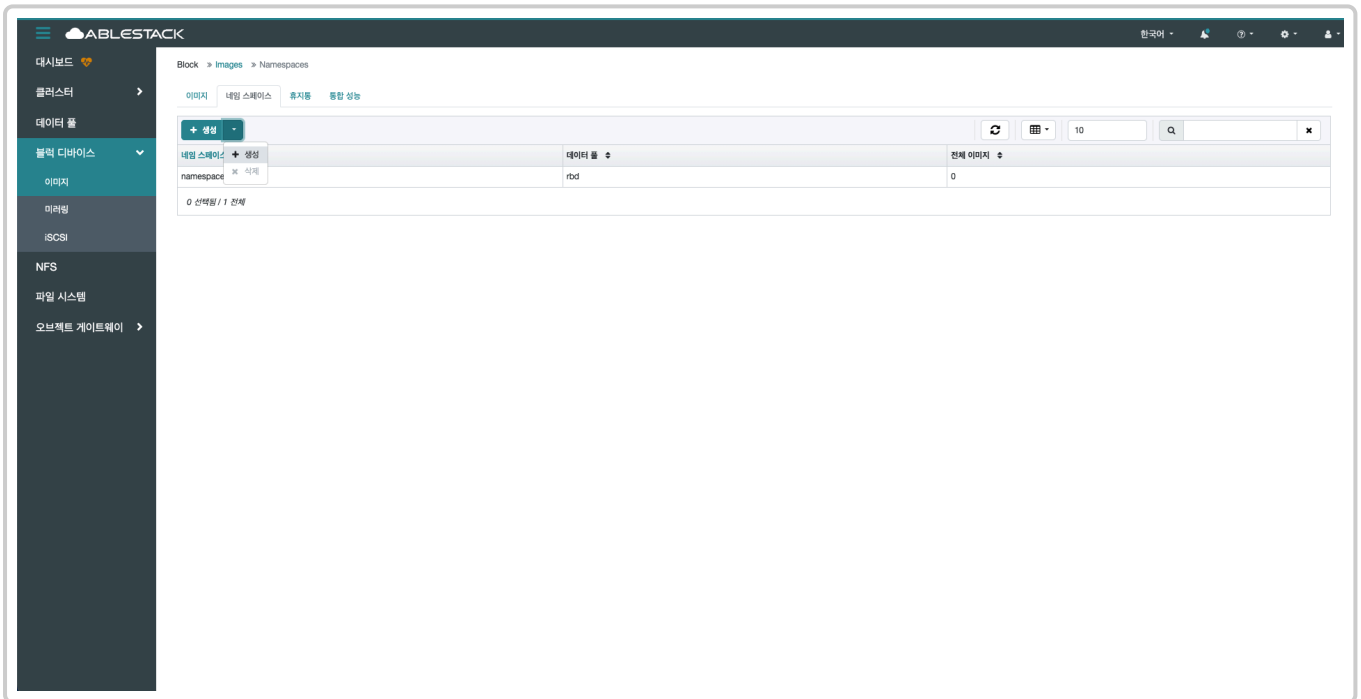 ABLESTACK
한국어
대시보드
클러스터
데이터 풀
블럭 디바이스
이미지
미러링
iSCSI
NFS
파일 시스템
오브젝트 게이트웨이
Block » Images » Namespaces
이미지 네임 스페이스 휴지통 통합 성능
+ 생성
10
네임 스페이스 데이터 풀 전체 이미지
+ 생성
× 삭제
namespace rbd 0
0 선택됨 / 1 전체